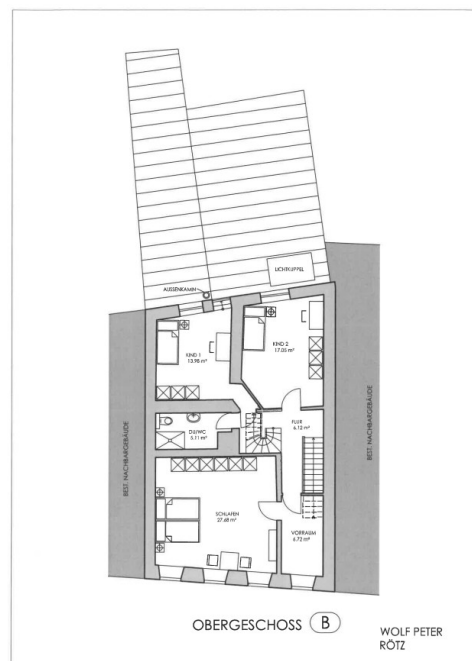 LICHTKUPPEL
AUSSENKAMIN
KIND 1
13.98 m²
KIND 2
17.05 m²
BEST. NACHBARGEBÄUDE
DU/WC
5.11 m²
FLUR
6.12 m²
BEST. NACHBARGEBÄUDE
SCHLAFEN
27.68 m²
VORRAUM
6.72 m²
OBERGESCHOSS B
WOLF PETER
RÖTZ